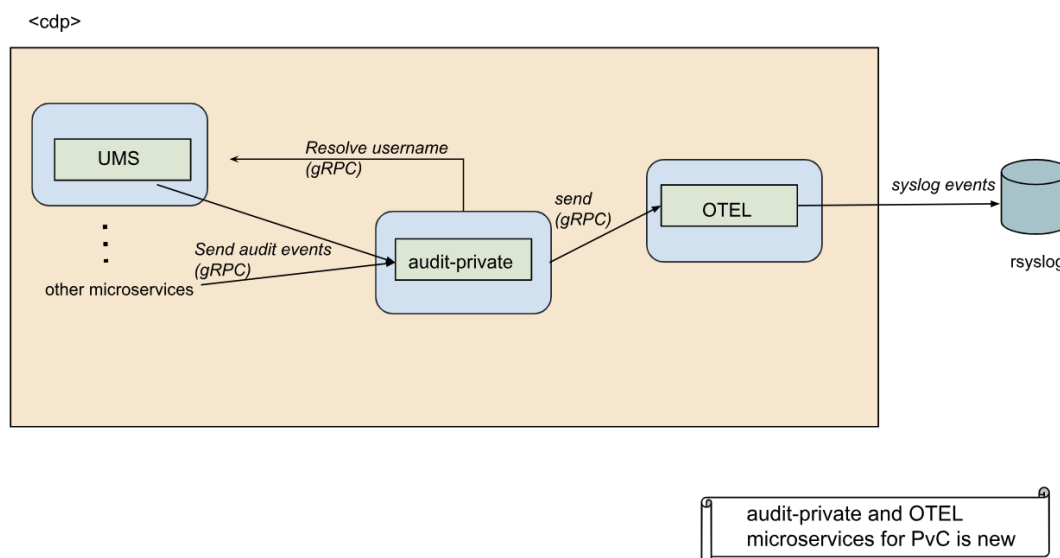 <cdp>
UMS
Resolve username
(gRPC)
send
(gRPC)
OTEL
syslog events
Send audit events
(gRPC)
audit-private
other microservices
rsyslog
audit-private and OTEL
microservices for PvC is new